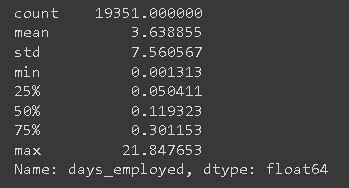 count 19351.000000
mean 3.638855
std 7.560567
min 0.001313
25% 0.050411
50% 0.119323
75% 0.301153
max 21.847653
Name: days_employed, dtype: float64